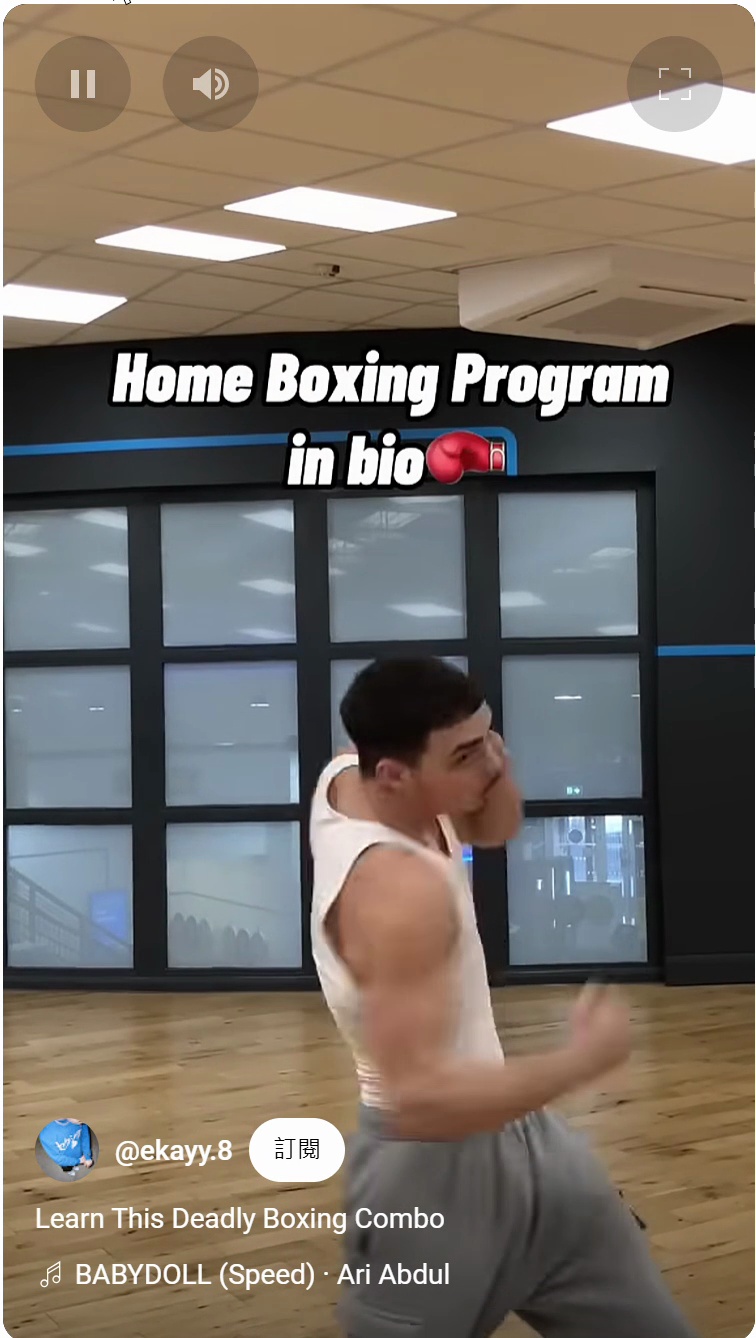 Home Boxing Program
in bio🥊
@ekayy.8 訂閱
Learn This Deadly Boxing Combo
BABYDOLL (Speed) · Ari Abdul